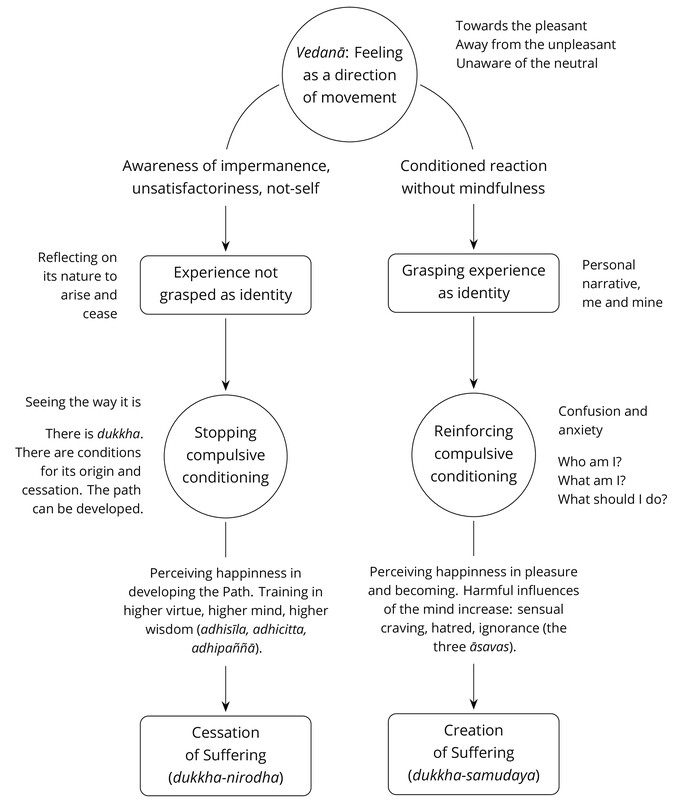 Vedanā: Feeling
as a direction
of movement
Towards the pleasant
Away from the unpleasant
Unaware of the neutral
Awareness of impermanence,
unsatisfactoriness, not-self
Conditioned reaction
without mindfulness
Reflecting on
its nature to
arise and
cease
Experience not
grasped as identity
Grasping experience
as identity
Personal
narrative,
me and mine
Seeing the way it is
There is dukkha.
There are conditions
for its origin and
cessation. The path
can be developed.
Stopping
compulsive
conditioning
Reinforcing
compulsive
conditioning
Confusion and
anxiety
Who am I?
What am I?
What should I do?
Perceiving happinness in
developing the Path. Training in
higher virtue, higher mind, higher
wisdom (adhisīla, adhicitta,
adhipaññā).
Perceiving happinness in pleasure
and becoming. Harmful influences
of the mind increase: sensual
craving, hatred, ignorance (the
three āsavas).
Cessation
of Suffering
(dukkha-nirodha)
Creation
of Suffering
(dukkha-samudaya)